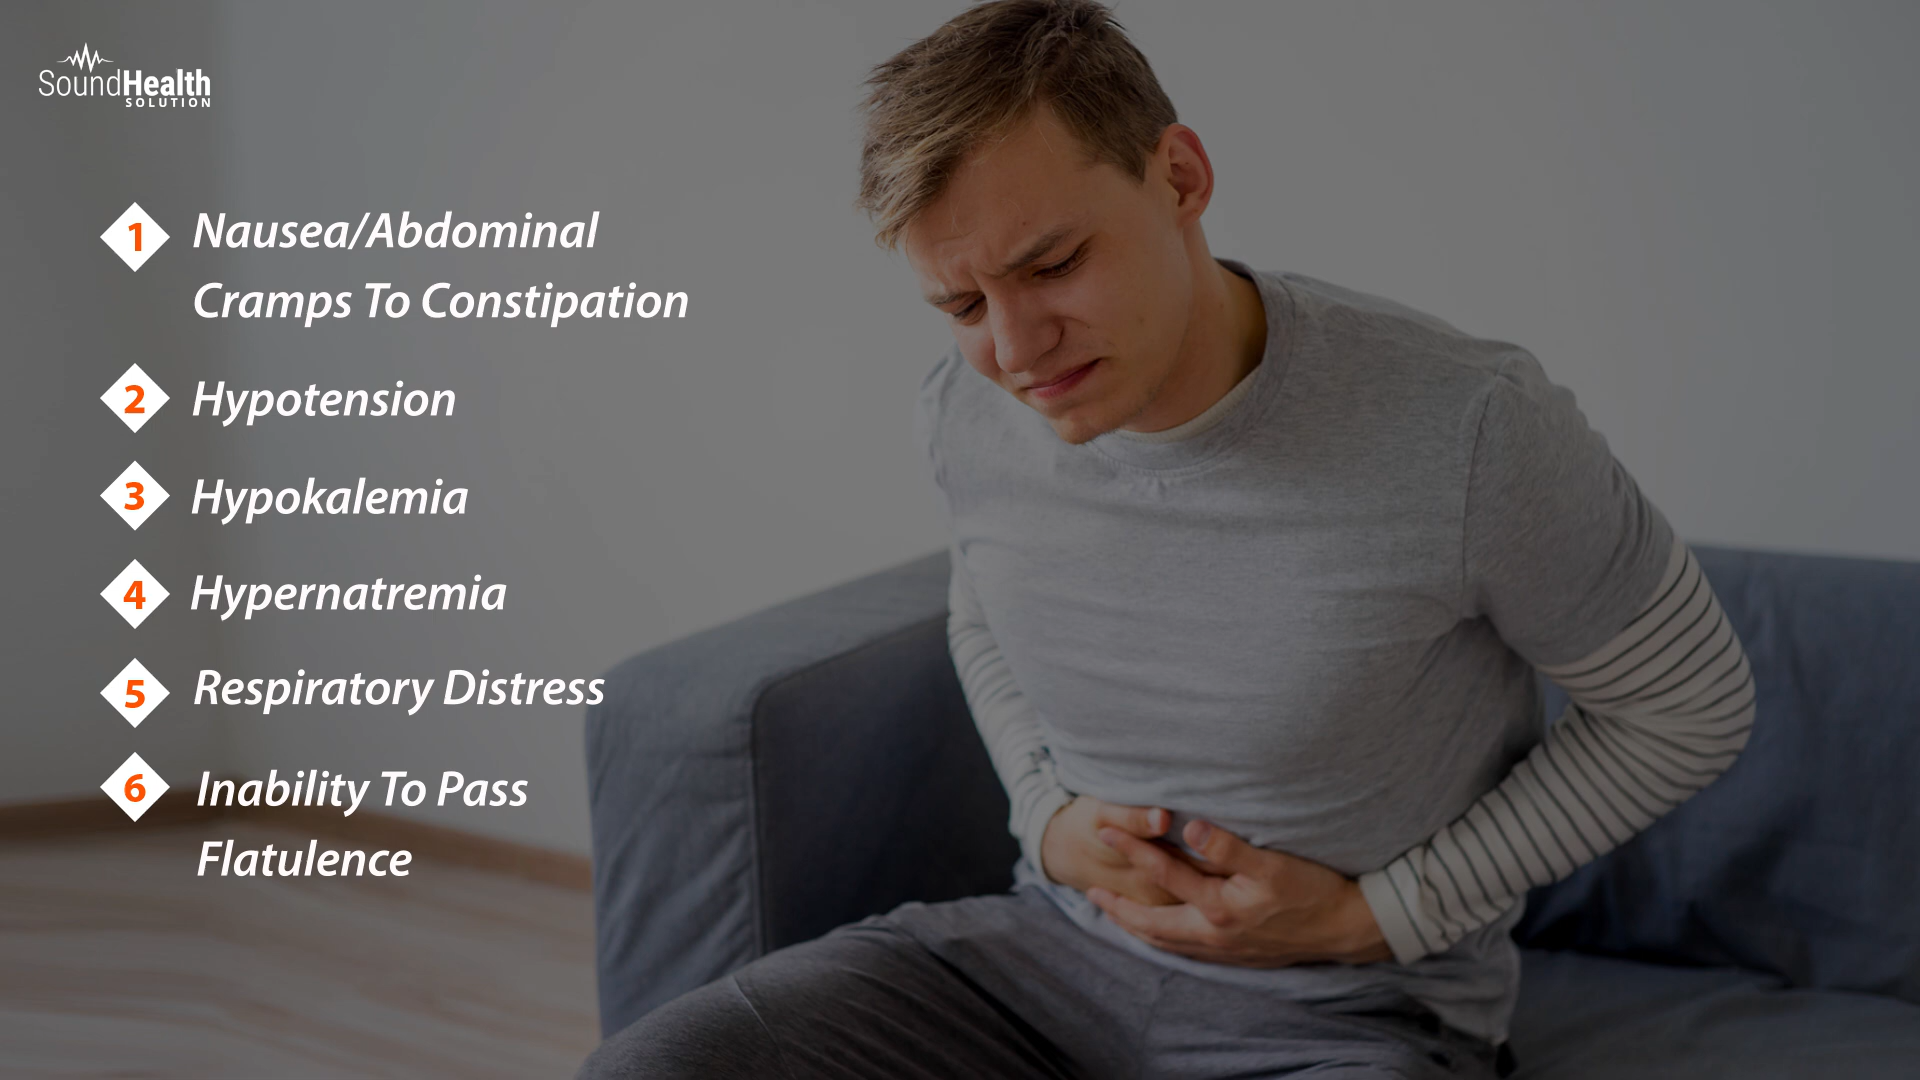 SoundHealth
SOLUTION
1 Nausea/Abdominal
Cramps To Constipation
2 Hypotension
3 Hypokalemia
4 Hypernatremia
5 Respiratory Distress
6 Inability To Pass
Flatulence